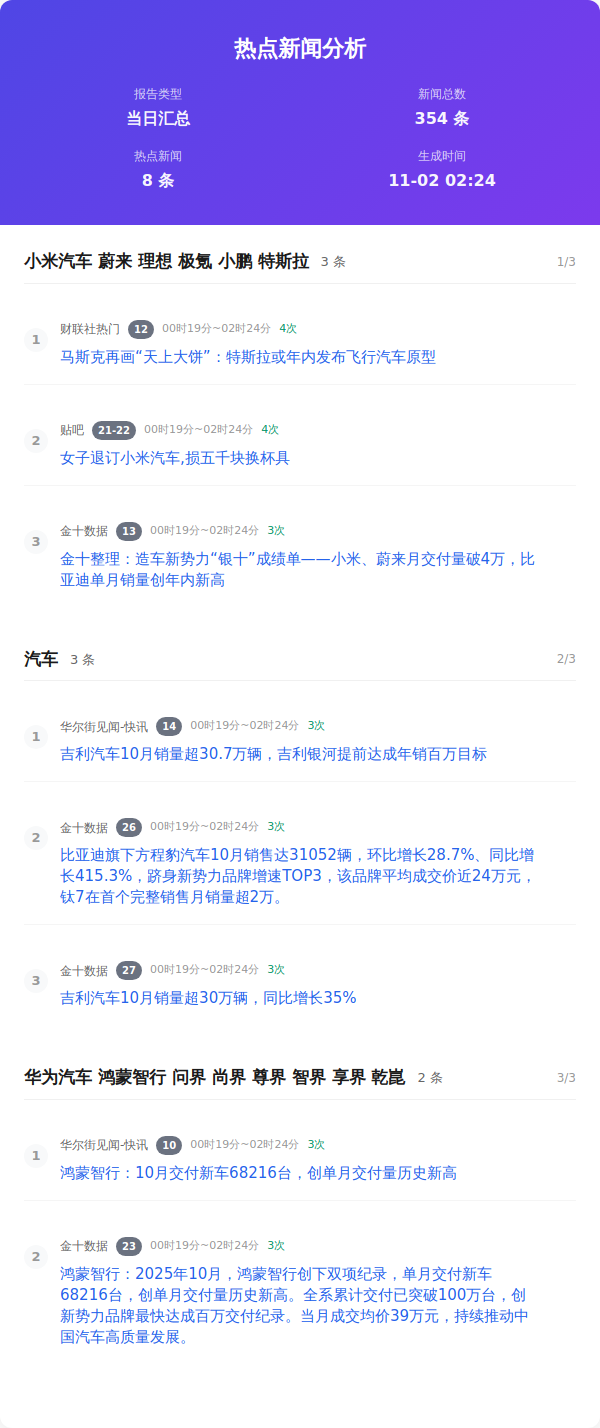 热点新闻分析
报告类型
新闻总数
当日汇总
354 条
热点新闻
生成时间
8 条
11-02 02:24
小米汽车 蔚来 理想 极氪 小鹏 特斯拉 3 条 1/3
1
财联社热门 12 00时19分~02时24分 4次
马斯克再画“天上大饼”：特斯拉或年内发布飞行汽车原型
2
贴吧 21-22 00时19分~02时24分 4次
女子退订小米汽车,损五千块换杯具
3
金十数据 13 00时19分~02时24分 3次
金十整理：造车新势力“银十”成绩单——小米、蔚来月交付量破4万，比
亚迪单月销量创年内新高
汽车 3 条 2/3
1
华尔街见闻-快讯 14 00时19分~02时24分 3次
吉利汽车10月销量超30.7万辆，吉利银河提前达成年销百万目标
2
金十数据 26 00时19分~02时24分 3次
比亚迪旗下方程豹汽车10月销售达31052辆，环比增长28.7%、同比增
长415.3%，跻身新势力品牌增速TOP3，该品牌平均成交价近24万元，
钛7在首个完整销售月销量超2万。
3
金十数据 27 00时19分~02时24分 3次
吉利汽车10月销量超30万辆，同比增长35%
华为汽车 鸿蒙智行 问界 尚界 尊界 智界 享界 乾崑 2 条 3/3
1
华尔街见闻-快讯 10 00时19分~02时24分 3次
鸿蒙智行：10月交付新车68216台，创单月交付量历史新高
2
金十数据 23 00时19分~02时24分 3次
鸿蒙智行：2025年10月，鸿蒙智行创下双项纪录，单月交付新车
68216台，创单月交付量历史新高。全系累计交付已突破100万台，创
新势力品牌最快达成百万交付纪录。当月成交均价39万元，持续推动中
国汽车高质量发展。